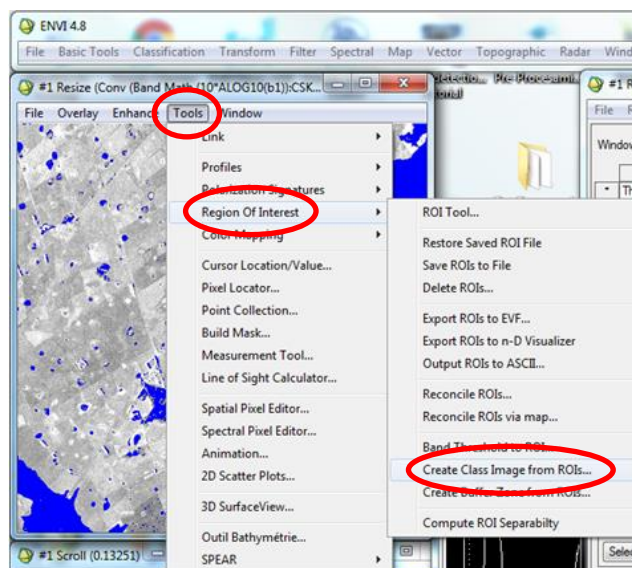 ENVI 4.8
File Basic Tools Classification Transform Filter Spectral Map Vector Topographic Radar
#1 Resize (Conv (Band Math (10*ALOG10(b1)):CSK...
File Overlay Enhance Tools Window
Link
Profiles
Polarization Signatures
Region Of Interest
Color Mapping
Cursor Location/Value...
Pixel Locator...
Point Collection...
Build Mask...
Measurement Tool...
Line of Sight Calculator...
Spatial Pixel Editor...
Spectral Pixel Editor...
Animation...
2D Scatter Plots...
3D SurfaceView...
Outil Bathymétrie...
SPEAR
ROI Tool...
Restore Saved ROI File
Save ROIs to File
Delete ROIs...
Export ROIs to EVF...
Export ROIs to n-D Visualizer
Output ROIs to ASCII...
Reconcile ROIs...
Reconcile ROIs via map...
Band Threshold to ROI...
Create Class Image from ROIs...
Create Buffer Zone from ROIs...
Compute ROI Separabilty
#1 Scroll (0.13251)
#1
File